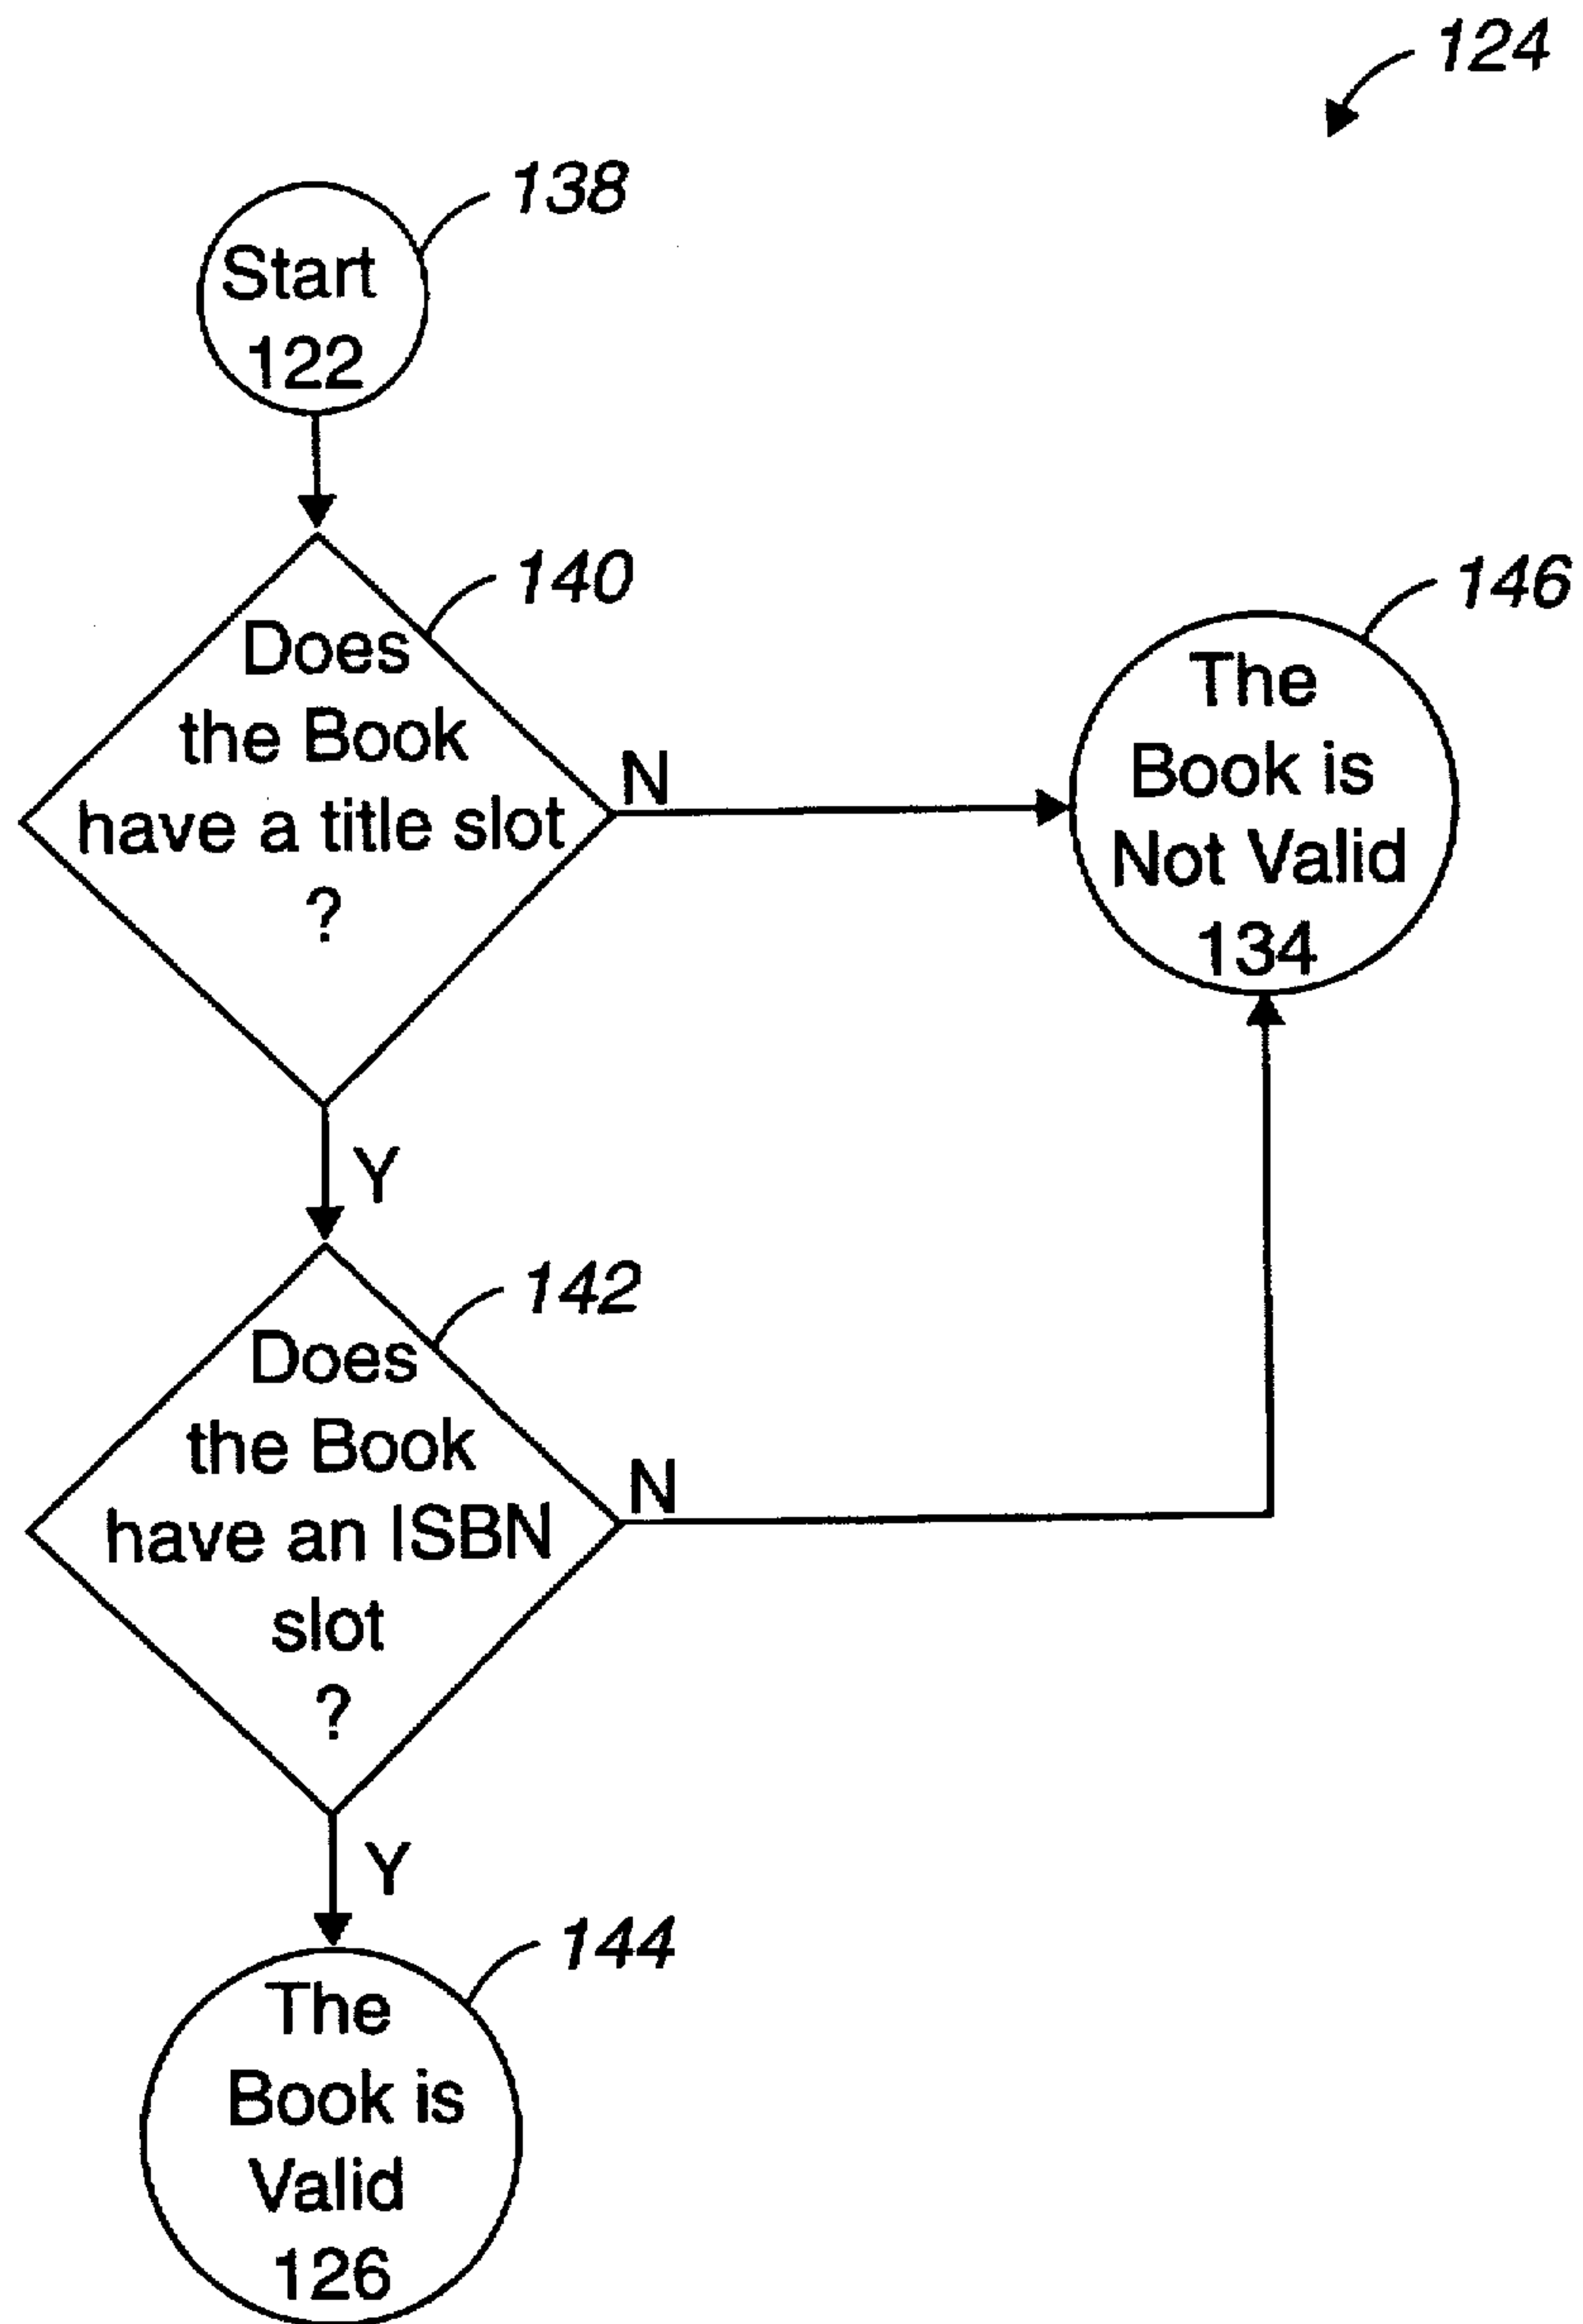 124
138
Start
122
140
Does
the Book
have a title slot
?
N
146
The
Book is
Not Valid
134
Y
142
Does
the Book
have an ISBN
slot
?
N
Y
144
The
Book is
Valid
126